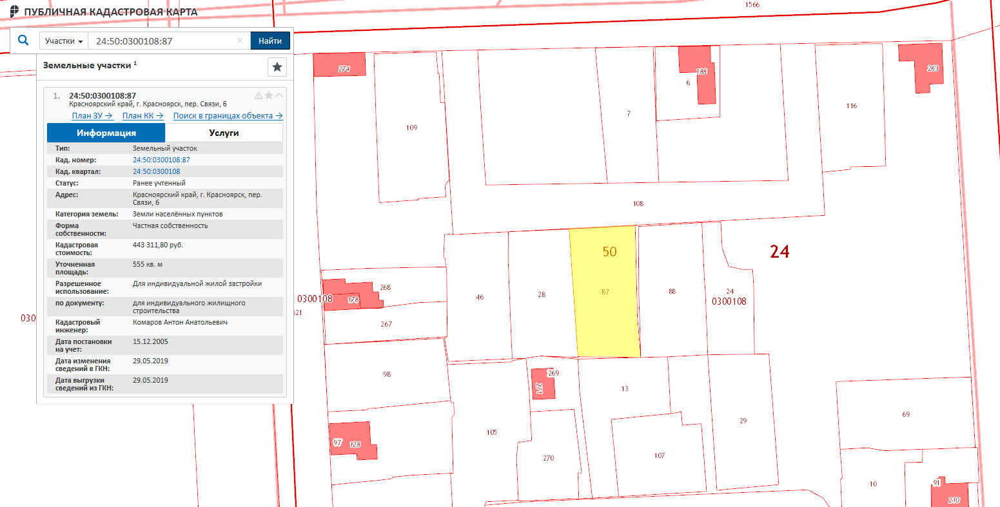 ПУБЛИЧНАЯ КАДАСТРОВАЯ КАРТА
Участки
24:50:0300108:87
Найти
Земельные участки 1
1. 24:50:0300108:87
Красноярский край, г. Красноярск, пер. Связи, 6
План ЗУ →
План КК →
Поиск в границах объекта →
Информация
Услуги
Тип: Земельный участок
Кад. номер: 24:50:0300108:87
Кад. квартал: 24:50:0300108
Статус: Ранее учтенный
Адрес: Красноярский край, г. Красноярск, пер.
Связи, 6
Категория земель: Земли населённых пунктов
Форма Частная собственность
собственности:
Кадастровая 443 311,80 руб.
стоимость:
Уточненная 555 кв. м
площадь:
Разрешенное Для индивидуальной жилой застройки
использование:
по документу: для индивидуального жилищного
строительства
Кадастровый Комаров Антон Анатольевич
инженер:
Дата постановки 15.12.2005
на учет:
Дата изменения 29.05.2019
сведений в ГКН:
Дата выгрузки 29.05.2019
сведений из ГКН:
1566
274
188
263
6
116
7
109
108
50
24
268
46
28
87
88
24
0300108
178
0300108
621
030
267
98
269
271
13
69
105
29
97
128
270
107
10
91
210